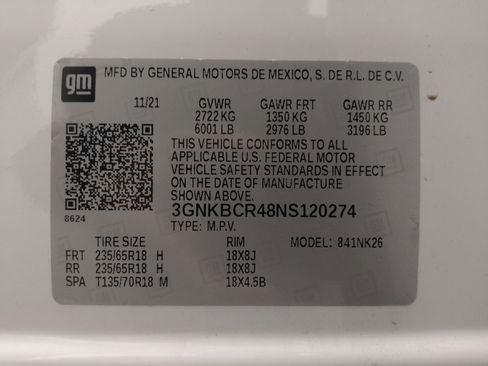 gm
MFD BY GENERAL MOTORS DE MEXICO, S. DE R.L. DE C.V.
11/21 GVWR GAWR FRT GAWR RR
2722 KG 1350 KG 1450 KG
6001 LB 2976 LB 3196 LB
THIS VEHICLE CONFORMS TO ALL
APPLICABLE U.S. FEDERAL MOTOR
VEHICLE SAFETY STANDARDS IN EFFECT
ON THE DATE OF MANUFACTURE
SHOWN ABOVE.
8624 3GNKBCR48NS120274
TYPE: M.P.V.
TIRE SIZE RIM MODEL: 841NK26
FRT 235/65R18 H 18X8J
RR 235/65R18 H 18X8J
SPA T135/70R18 M 18X4.5B